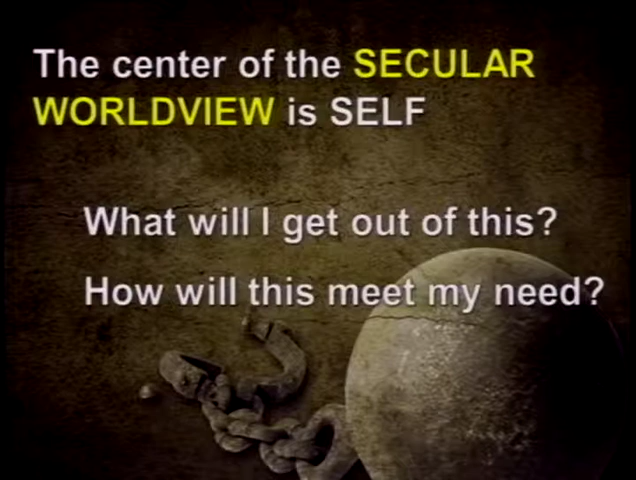 The center of the SECULAR
WORLDVIEW is SELF
What will I get out of this?
How will this meet my need?